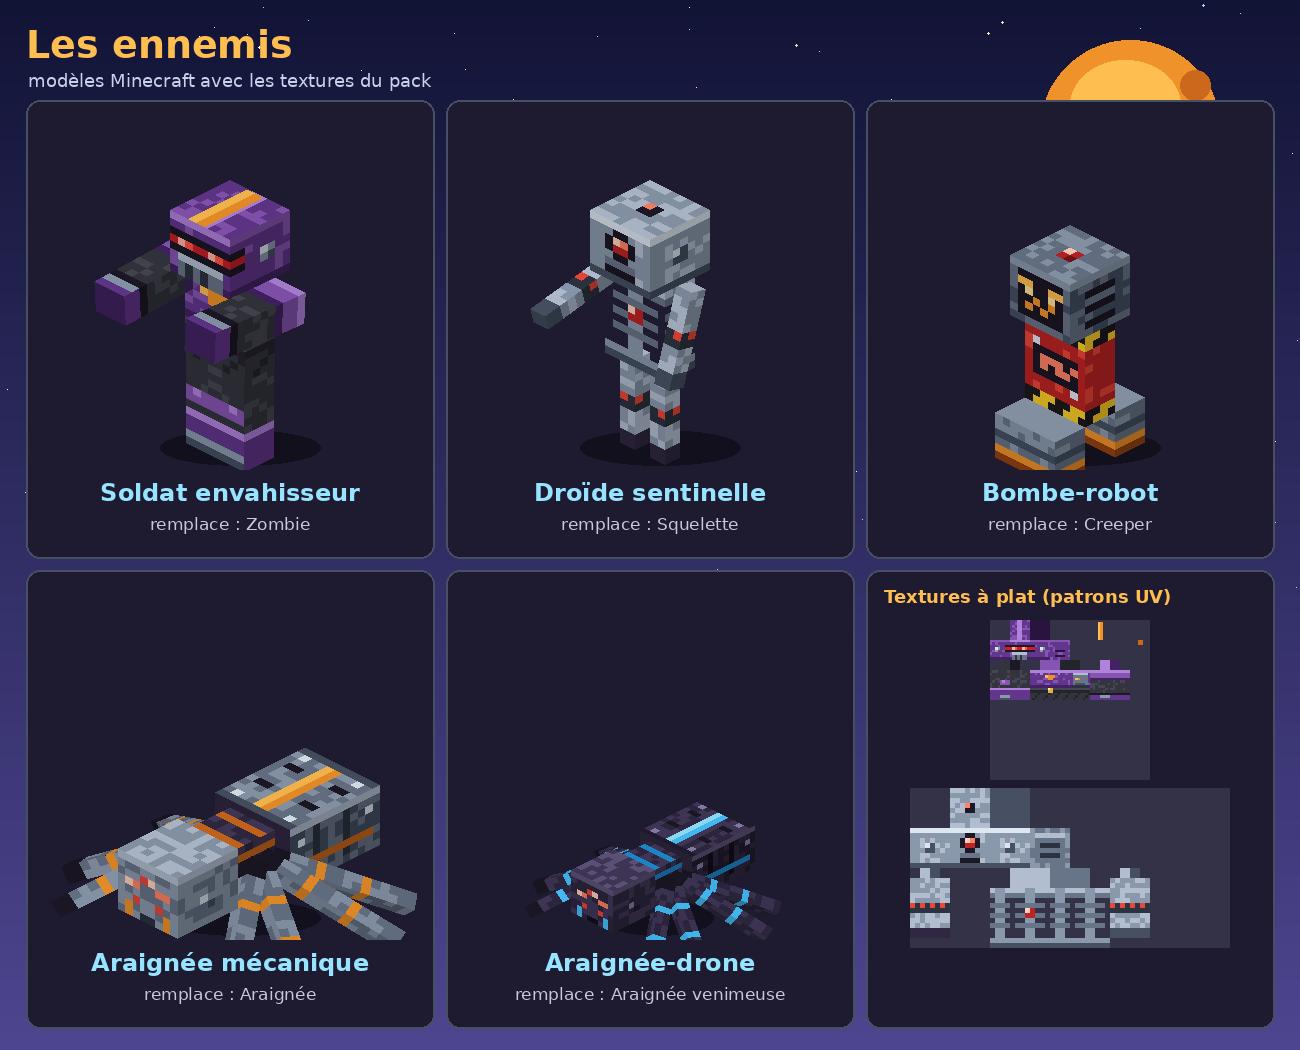 Les ennemis
modèles Minecraft avec les textures du pack
Soldat envahisseur
remplace : Zombie
Droïde sentinelle
remplace : Squelette
Bombe-robot
remplace : Creeper
Araignée mécanique
remplace : Araignée
Araignée-drone
remplace : Araignée venimeuse
Textures à plat (patrons UV)